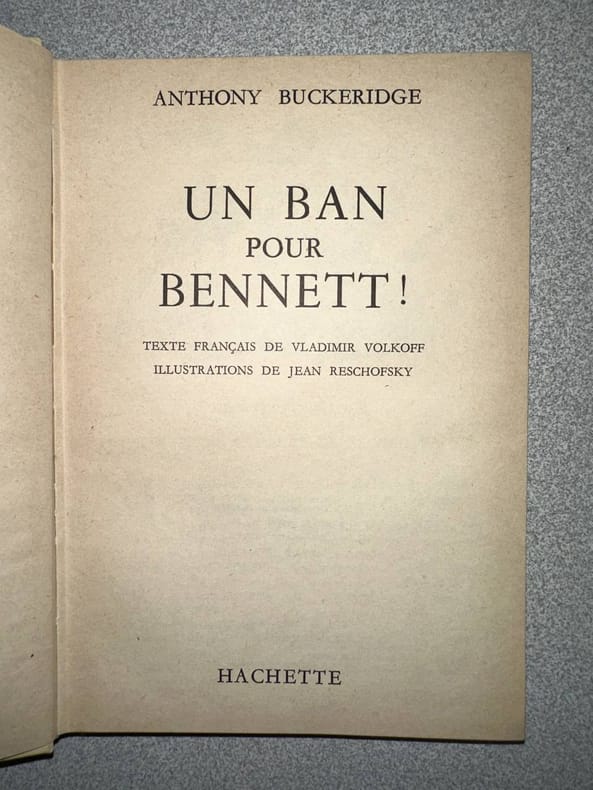 ANTHONY BUCKERIDGE
UN BAN
POUR
BENNETT !
TEXTE FRANÇAIS DE VLADIMIR VOLKOFF
ILLUSTRATIONS DE JEAN RESCHOFSKY
HACHETTE